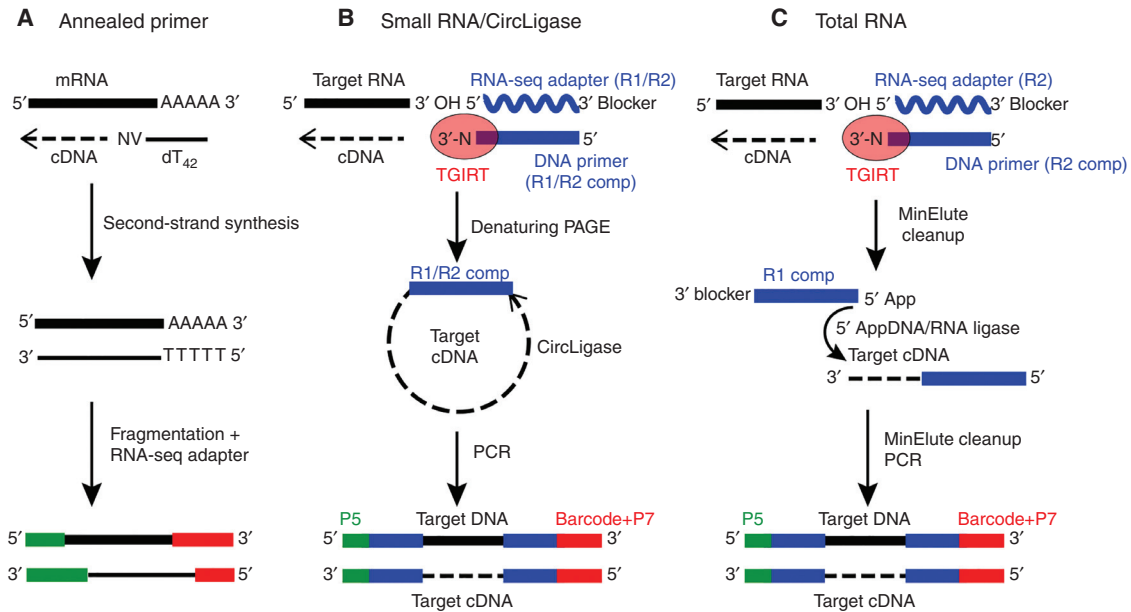 A Annealed primer
mRNA
5′ AAAAA 3′
NV
cDNA dT₄₂
Second-strand synthesis
5′ AAAAA 3′
3′ TTTTT 5′
Fragmentation +
RNA-seq adapter
5′ 3′
3′ 5′
B Small RNA/CircLigase
Target RNA RNA-seq adapter (R1/R2)
5′ 3′ OH 5′ 3′ Blocker
3′-N 5′
cDNA DNA primer
TGIRT (R1/R2 comp)
Denaturing PAGE
R1/R2 comp
Target
cDNA CircLigase
PCR
P5 Target DNA Barcode+P7
5′ 3′
3′ 5′
Target cDNA
C Total RNA
Target RNA RNA-seq adapter (R2)
5′ 3′ OH 5′ 3′ Blocker
3′-N 5′
cDNA DNA primer (R2 comp)
TGIRT
MinElute
cleanup
R1 comp
3′ blocker 5′ App
5′ AppDNA/RNA ligase
Target cDNA
3′ 5′
MinElute cleanup
PCR
P5 Target DNA Barcode+P7
5′ 3′
3′ 5′
Target cDNA